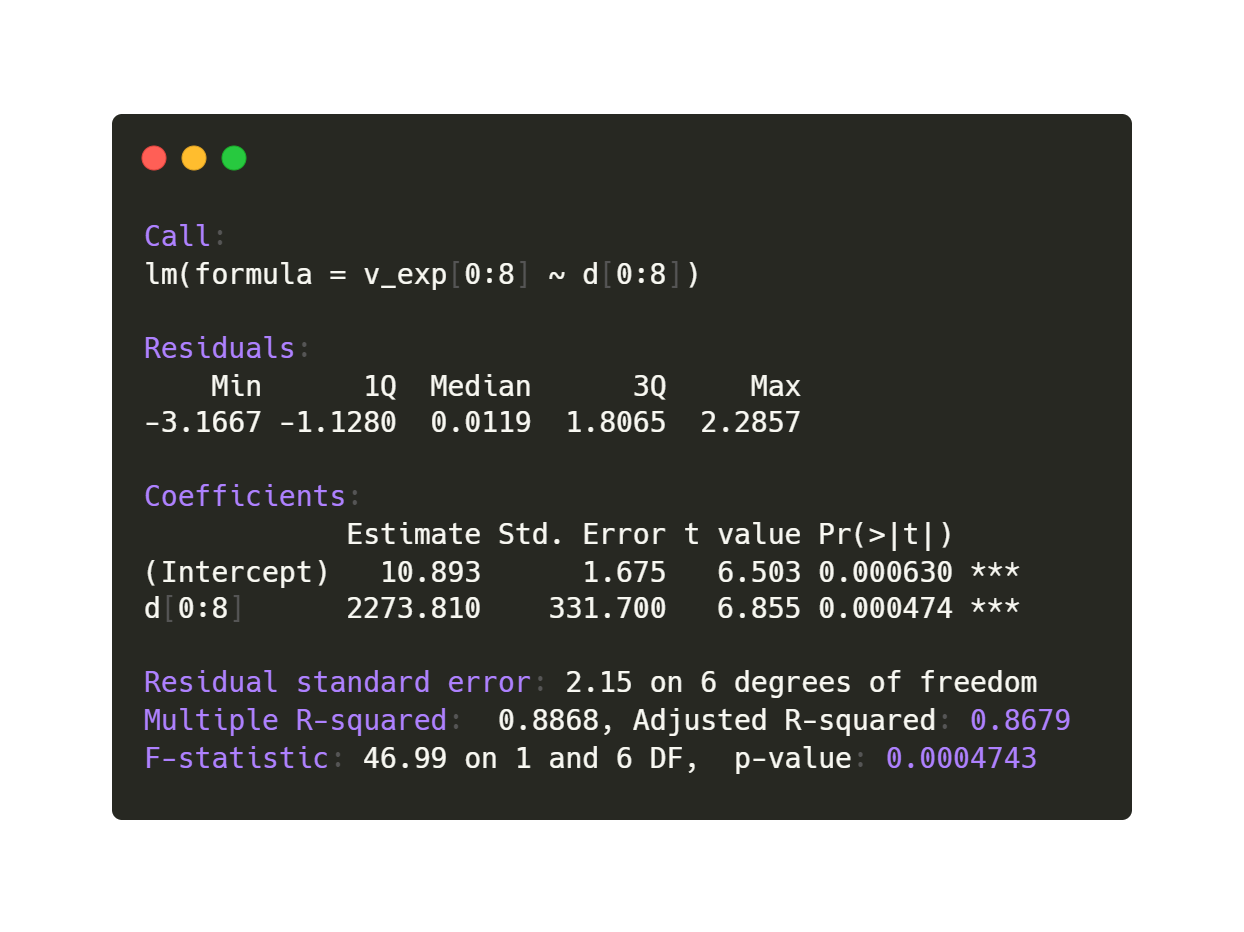 Call:
lm(formula = v_exp[0:8] ~ d[0:8])
Residuals:
    Min      1Q  Median      3Q     Max
-3.1667 -1.1280  0.0119  1.8065  2.2857
Coefficients:
            Estimate Std. Error t value Pr(>|t|)
(Intercept)   10.893      1.675   6.503 0.000630 ***
d[0:8]      2273.810    331.700   6.855 0.000474 ***
Residual standard error: 2.15 on 6 degrees of freedom
Multiple R-squared:  0.8868, Adjusted R-squared: 0.8679
F-statistic: 46.99 on 1 and 6 DF,  p-value: 0.0004743